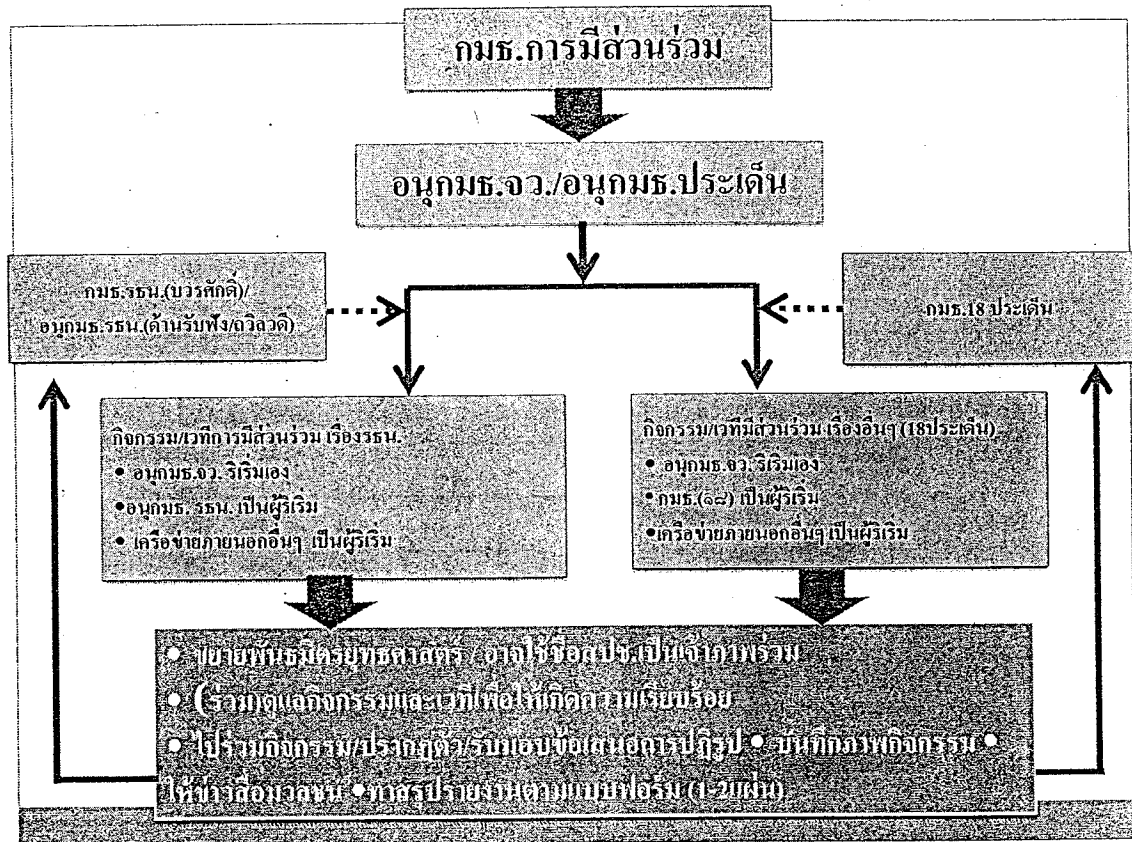 กมธ.การมีส่วนร่วม
อนุกมธ.จว./อนุกมธ.ประเด็น
กมธ.รธน.(บวรศักดิ์)/
อนุกมธ.รธน.(ด้านรับฟัง/ถวิลวดี)
กมธ.18 ประเด็น
กิจกรรม/เวทีการมีส่วนร่วม เรื่องรธน.
• อนุกมธ.จว. ริเริ่มเอง
•อนุกมธ. รธน. เป็นผู้ริเริ่ม
• เครือข่ายภายนอกอื่นๆ เป็นผู้ริเริ่ม
กิจกรรม/เวทีมีส่วนร่วม เรื่องอื่นๆ (18ประเด็น)
• อนุกมธ.จว. ริเริ่มเอง
• กมธ.(๑๘) เป็นผู้ริเริ่ม
•เครือข่ายภายนอกอื่นๆ เป็นผู้ริเริ่ม
• ขยายพันธมิตรยุทธศาสตร์ / อาจใช้ชื่อสปช.เป็นเจ้าภาพร่วม
• (ร่วม)ดูแลกิจกรรมและเวทีเพื่อให้เกิดความเรียบร้อย
• ไปร่วมกิจกรรม/ปรากฏตัว/รับมอบข้อเสนอการปฏิรูป • บันทึกภาพกิจกรรม •
ให้ข่าวสื่อมวลชน •ทำสรุปรายงานตามแบบฟอร์ม (1-2แผ่น)